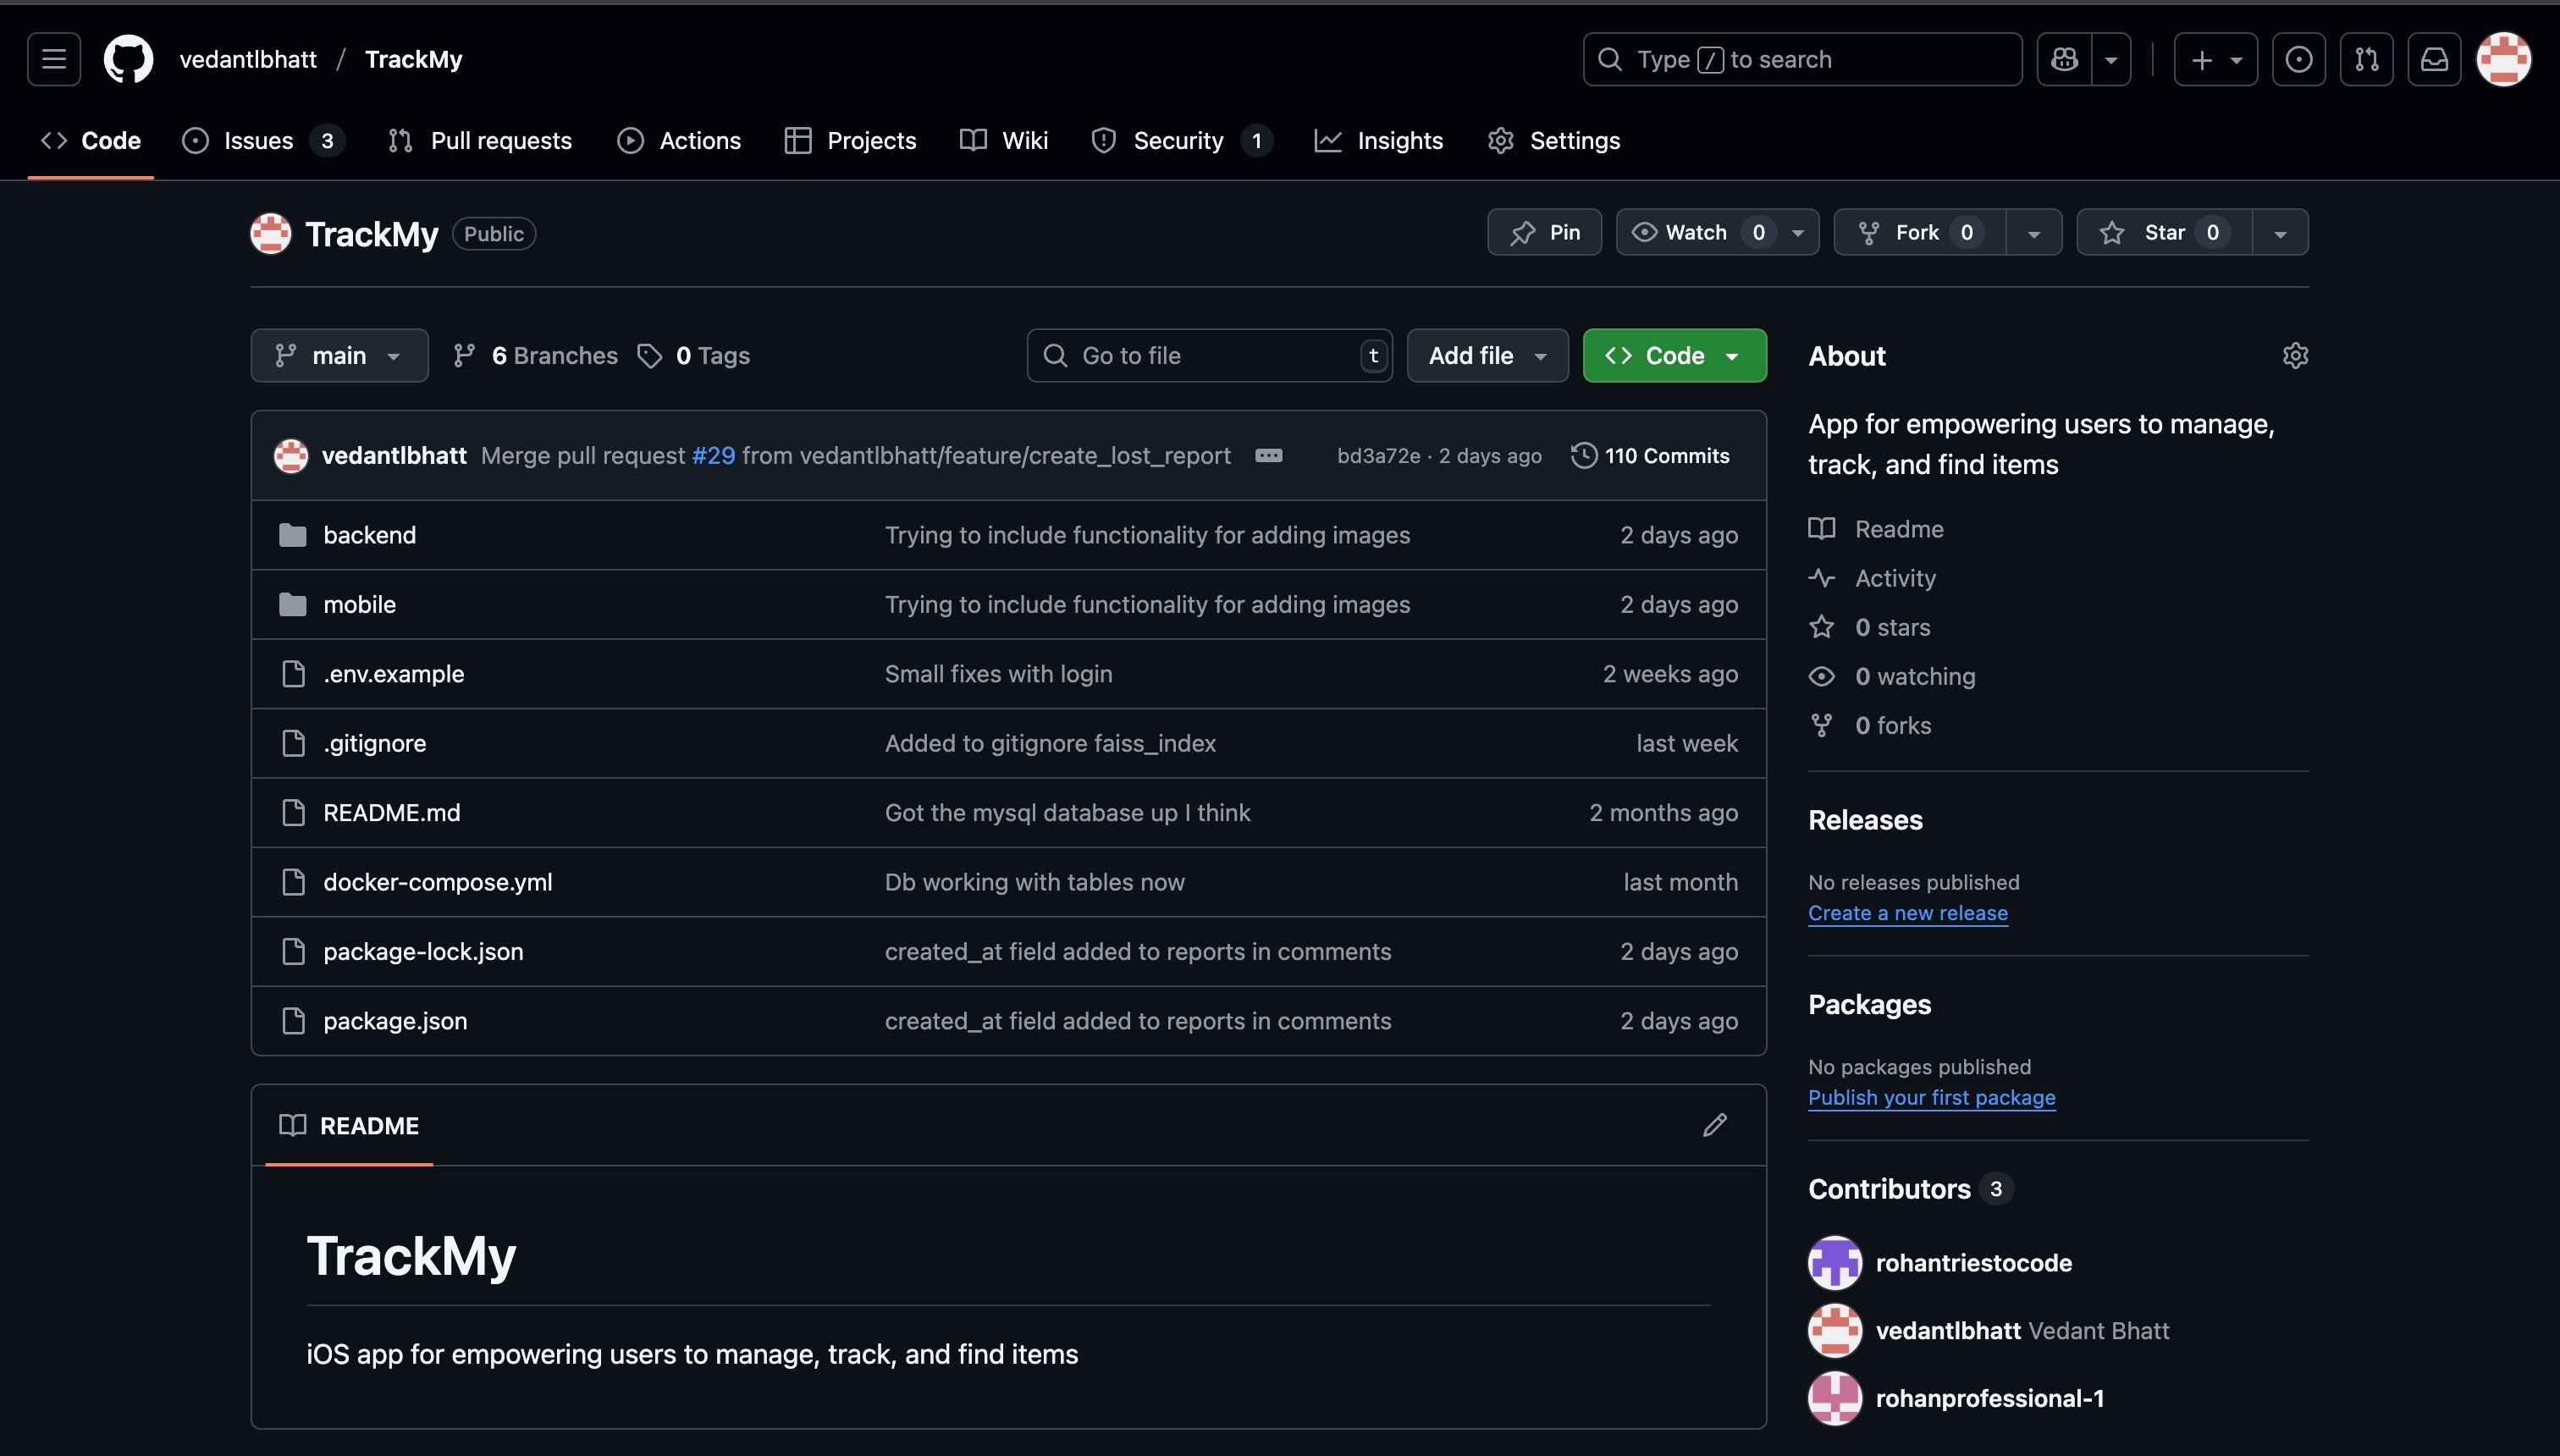 vedantlbhatt / TrackMy
Type / to search
Code Issues 3 Pull requests Actions Projects Wiki Security 1 Insights Settings
TrackMy Public
Pin Watch 0 Fork 0 Star 0
main 6 Branches 0 Tags Go to file t Add file Code
vedantlbhatt Merge pull request #29 from vedantlbhatt/feature/create_lost_report bd3a72e · 2 days ago 110 Commits
backend Trying to include functionality for adding images 2 days ago
mobile Trying to include functionality for adding images 2 days ago
.env.example Small fixes with login 2 weeks ago
.gitignore Added to gitignore faiss_index last week
README.md Got the mysql database up I think 2 months ago
docker-compose.yml Db working with tables now last month
package-lock.json created_at field added to reports in comments 2 days ago
package.json created_at field added to reports in comments 2 days ago
README
TrackMy
iOS app for empowering users to manage, track, and find items
About
App for empowering users to manage,
track, and find items
Readme
Activity
0 stars
0 watching
0 forks
Releases
No releases published
Create a new release
Packages
No packages published
Publish your first package
Contributors 3
rohantriestocode
vedantlbhatt Vedant Bhatt
rohanprofessional-1